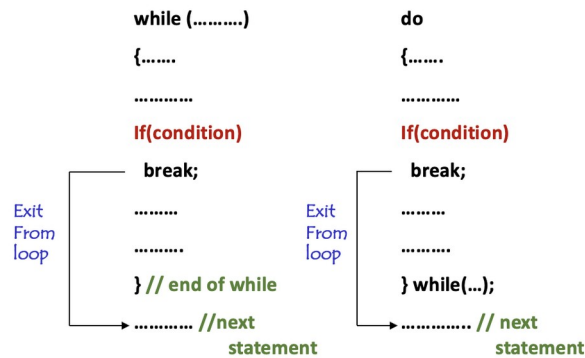 while (……….)
{…….
…………
If(condition)
break;
………
……….
} // end of while
………… //next
statement
Exit
From
loop
do
{…….
…………
If(condition)
break;
………
……….
} while(…);
………….. // next
statement
Exit
From
loop